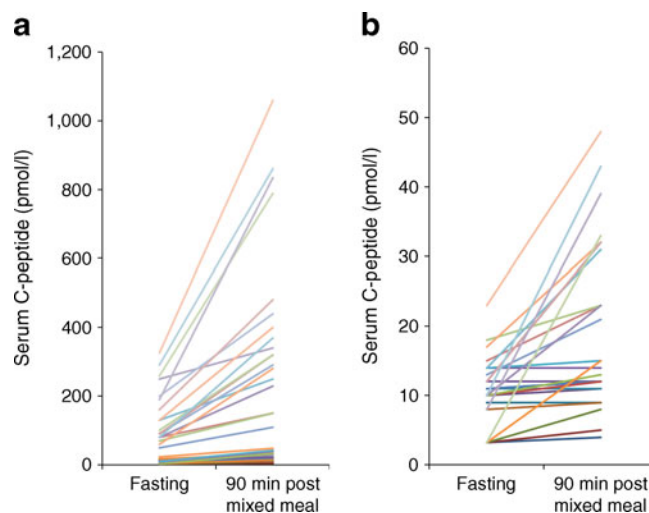 a
Serum C-peptide (pmol/l)
1,200
1,000
800
600
400
200
0
Fasting
90 min post
mixed meal
b
Serum C-peptide (pmol/l)
60
50
40
30
20
10
0
Fasting
90 min post
mixed meal